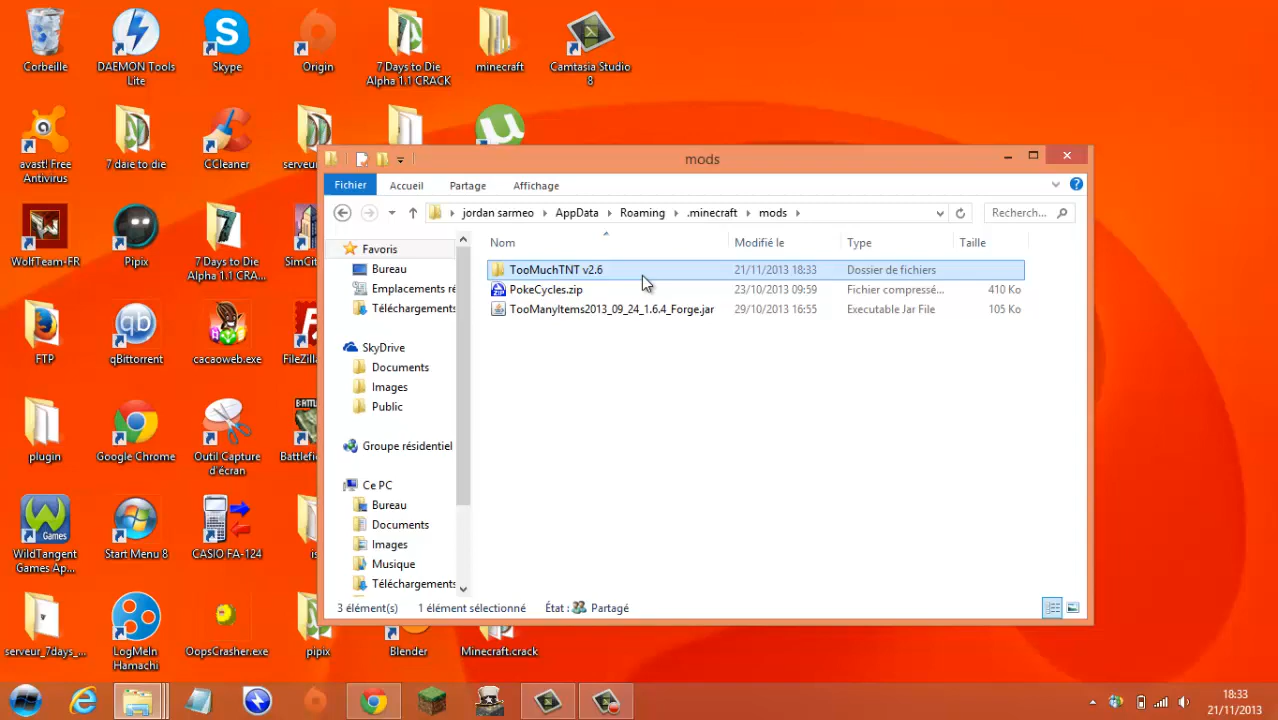 Corbeille
DAEMON Tools
Lite
Skype
Origin
7 Days to Die
Alpha 1.1 CRACK
minecraft
Camtasia Studio
8
avast! Free
Antivirus
7 daie to die
CCleaner
serveur
WolfTeam-FR
Pipix
7 Days to Die
Alpha 1.1 CRA...
SimCit
FTP
qBittorrent
cacaoweb.exe
FileZilla
plugin
Google Chrome
Outil Capture
d'écran
Battlefie
WildTangent
Games Ap...
Start Menu 8
CASIO FA-124
serveur_7days_...
LogMeIn
Hamachi
OopsCrasher.exe
pipix
Blender
Minecraft.crack
mods
Fichier
Accueil
Partage
Affichage
jordan sarmeo
AppData
Roaming
.minecraft
mods
Recherch...
Nom
Modifié le
Type
Taille
TooMuchTNT v2.6 21/11/2013 18:33 Dossier de fichiers
PokeCycles.zip 23/10/2013 09:59 Fichier compressé... 410 Ko
TooManyItems2013_09_24_1.6.4_Forge.jar 29/10/2013 16:55 Executable Jar File 105 Ko
Favoris
Bureau
Emplacements ré
Téléchargements
SkyDrive
Documents
Images
Public
Groupe résidentiel
Ce PC
Bureau
Documents
Images
Musique
Téléchargements
3 élément(s) 1 élément sélectionné État : Partagé
18:33
21/11/2013